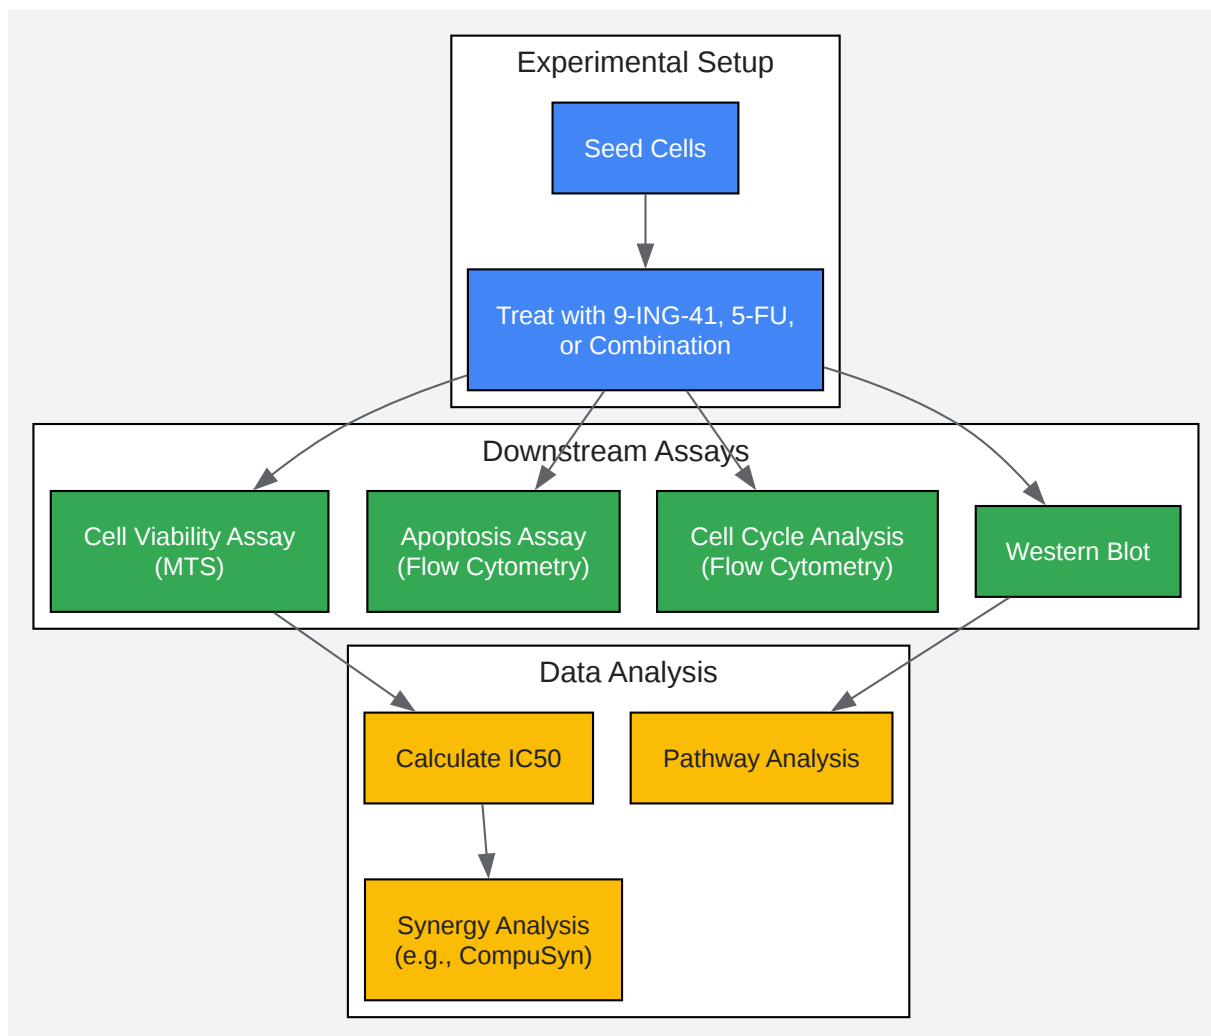 Experimental Setup
Seed Cells
Treat with 9-ING-41, 5-FU,
or Combination
Downstream Assays
Cell Viability Assay
(MTS)
Apoptosis Assay
(Flow Cytometry)
Cell Cycle Analysis
(Flow Cytometry)
Western Blot
Data Analysis
Calculate IC50
Pathway Analysis
Synergy Analysis
(e.g., CompuSyn)